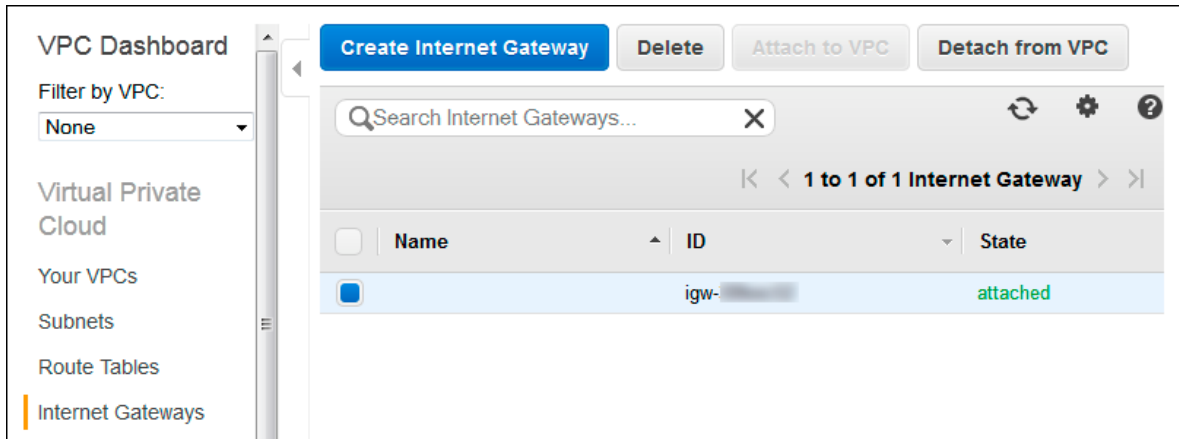 VPC Dashboard
Filter by VPC:
None
Virtual Private
Cloud
Your VPCs
Subnets
Route Tables
Internet Gateways
Create Internet Gateway Delete Attach to VPC Detach from VPC
Search Internet Gateways...
1 to 1 of 1 Internet Gateway
Name ID State
igw- attached